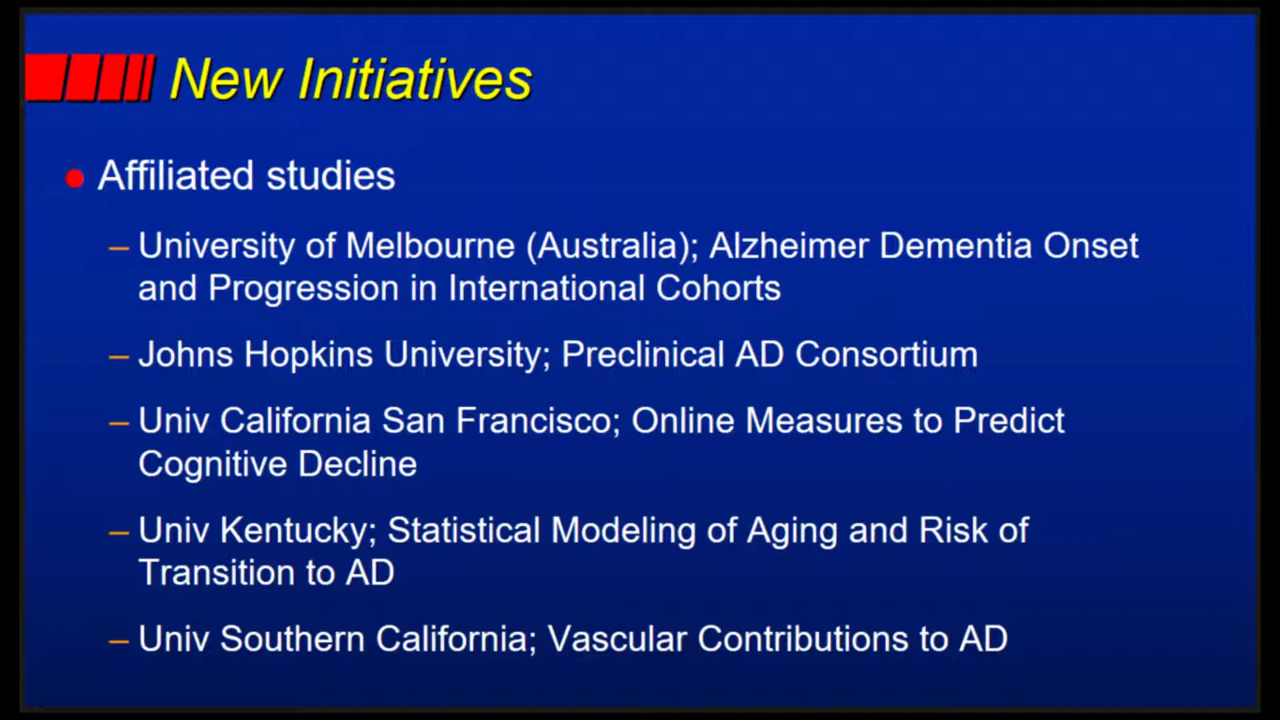 New Initiatives
● Affiliated studies
– University of Melbourne (Australia); Alzheimer Dementia Onset
and Progression in International Cohorts
– Johns Hopkins University; Preclinical AD Consortium
– Univ California San Francisco; Online Measures to Predict
Cognitive Decline
– Univ Kentucky; Statistical Modeling of Aging and Risk of
Transition to AD
– Univ Southern California; Vascular Contributions to AD